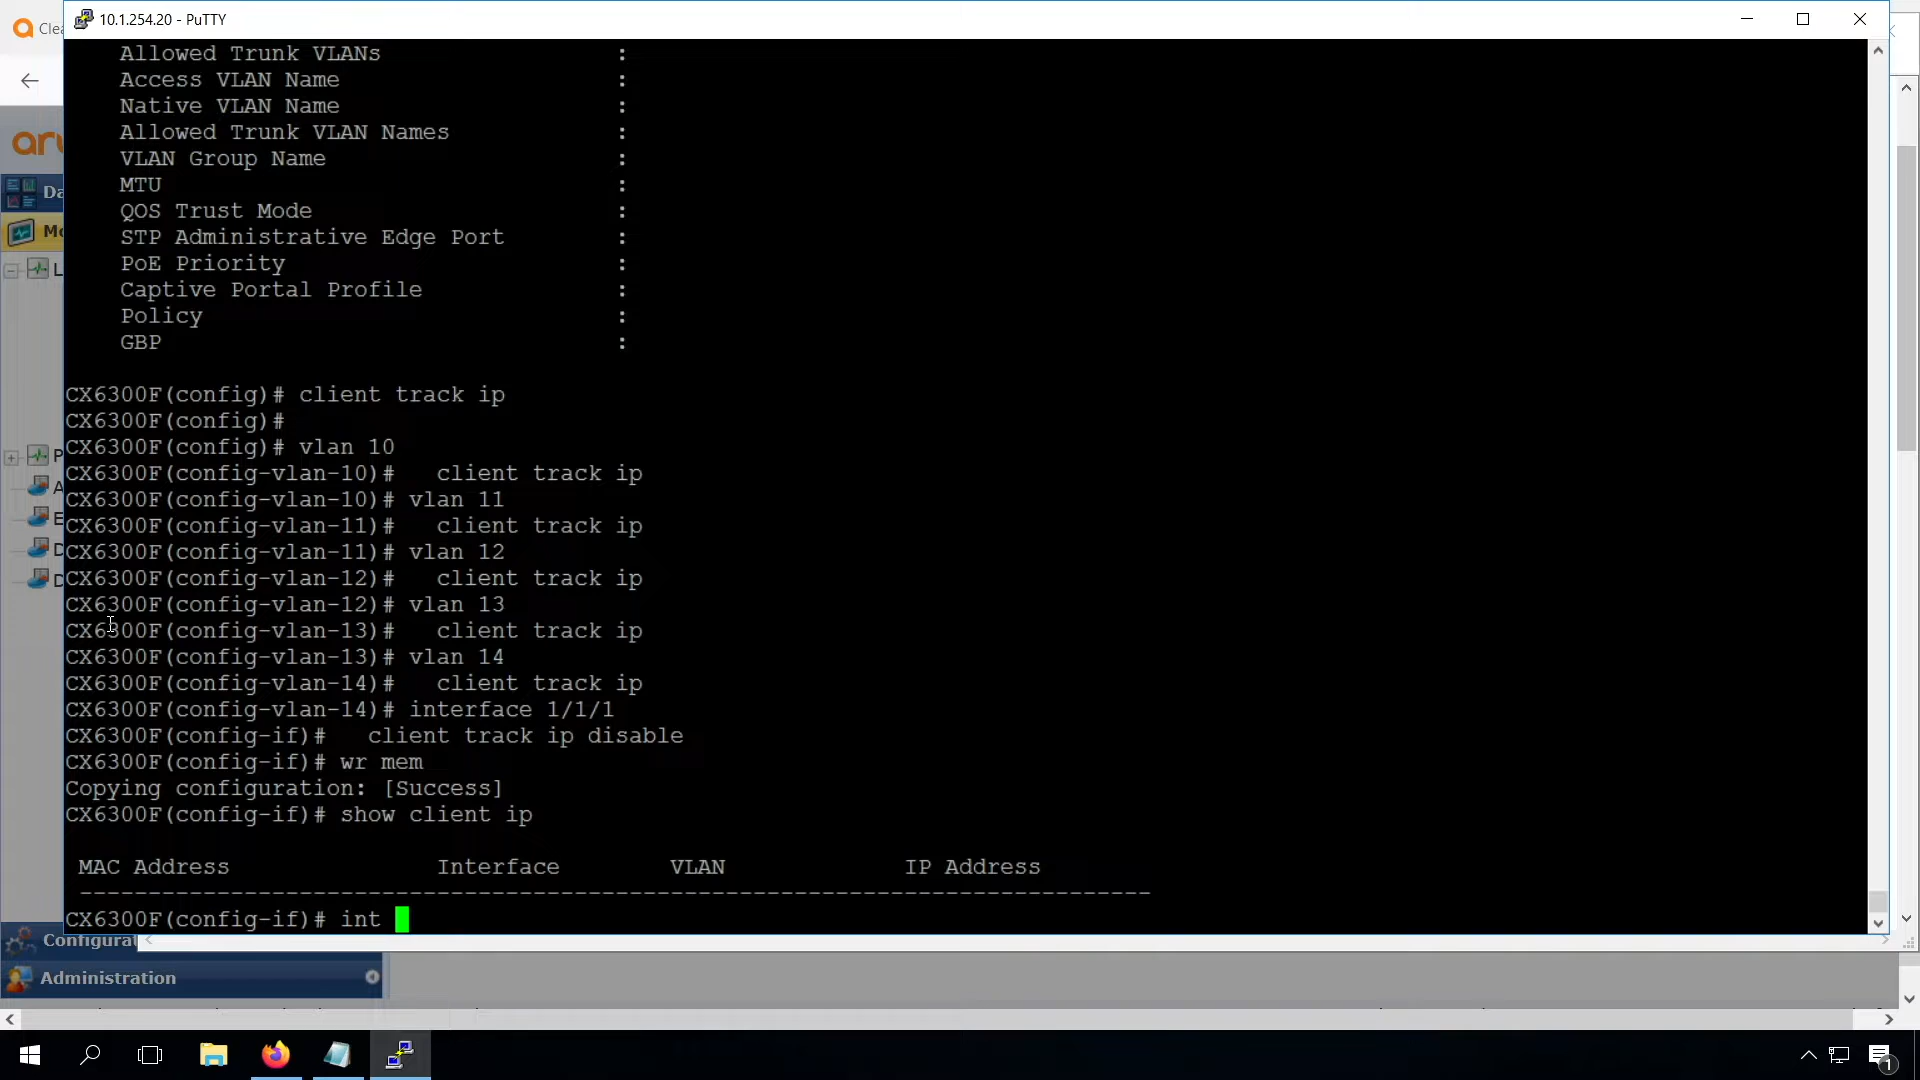 Clea
10.1.254.20 - PuTTY
Allowed Trunk VLANs :
Access VLAN Name :
Native VLAN Name :
Allowed Trunk VLAN Names :
VLAN Group Name :
MTU :
QOS Trust Mode :
STP Administrative Edge Port :
PoE Priority :
Captive Portal Profile :
Policy :
GBP :
CX6300F(config)# client track ip
CX6300F(config)#
CX6300F(config)# vlan 10
CX6300F(config-vlan-10)#   client track ip
CX6300F(config-vlan-10)# vlan 11
CX6300F(config-vlan-11)#   client track ip
CX6300F(config-vlan-11)# vlan 12
CX6300F(config-vlan-12)#   client track ip
CX6300F(config-vlan-12)# vlan 13
CX6300F(config-vlan-13)#   client track ip
CX6300F(config-vlan-13)# vlan 14
CX6300F(config-vlan-14)#   client track ip
CX6300F(config-vlan-14)# interface 1/1/1
CX6300F(config-if)#   client track ip disable
CX6300F(config-if)# wr mem
Copying configuration: [Success]
CX6300F(config-if)# show client ip
MAC Address Interface VLAN IP Address
--------------------------------------------------------------------------------
CX6300F(config-if)# int
Configurat
Administration
1